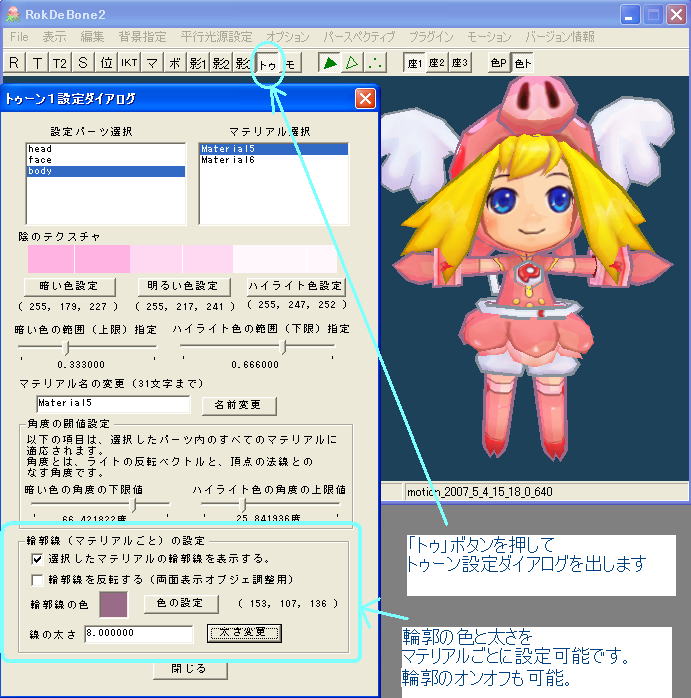 RokDeBone2
File 表示 編集 背景指定 平行光源設定 オプション パースペクティブ プラグイン モーション バージョン情報
R T T2 S 位 IKT マ ボ 影1 影2 影3 トゥ モ 座1 座2 座3 色P 色ト
トゥーン1設定ダイアログ
設定パーツ選択 マテリアル選択
head
face
body
Material5
Material6
陰のテクスチャ
暗い色設定 明るい色設定 ハイライト色設定
( 255, 179, 227 ) ( 255, 217, 241 ) ( 255, 247, 252 )
暗い色の範囲（上限）指定 ハイライト色の範囲（下限）指定
0.333000 0.666000
マテリアル名の変更（31文字まで）
Material5 名前変更
角度の閾値設定
以下の項目は、選択したパーツ内のすべてのマテリアルに
適応されます。
角度とは、ライトの反転ベクトルと、頂点の法線との
なす角度です。
暗い色の角度の下限値 ハイライト色の角度の上限値
66.421822度 25.841936度
輪郭線（マテリアルごと）の設定
選択したマテリアルの輪郭線を表示する。
輪郭線を反転する（両面表示オブジェ調整用）
輪郭線の色 色の設定 ( 153, 107, 136 )
線の太さ 8.000000 太さ変更
閉じる
motion_2007_5_4_15_18_0_640
「トゥ」ボタンを押して
トゥーン設定ダイアログを出します
輪郭の色と太さを
マテリアルごとに設定可能です。
輪郭のオンオフも可能。